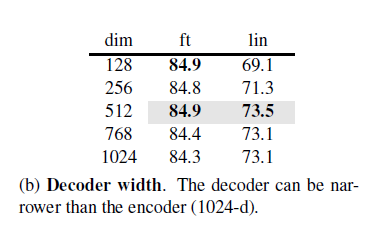 dim ft lin
128 84.9 69.1
256 84.8 71.3
512 84.9 73.5
768 84.4 73.1
1024 84.3 73.1
(b) Decoder width. The decoder can be nar-
rower than the encoder (1024-d).